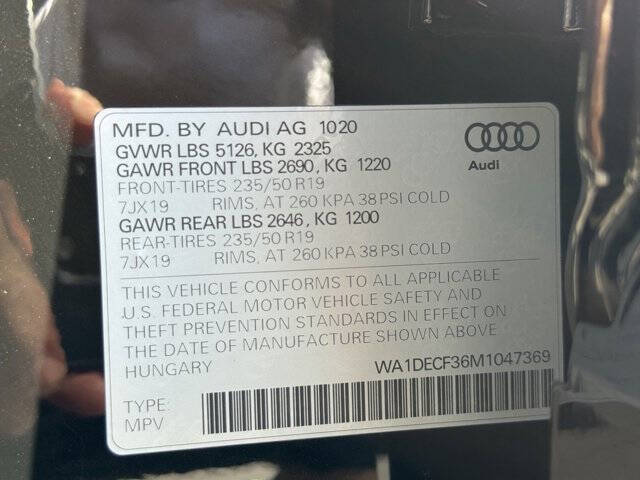 MFD. BY AUDI AG 1020
GVWR LBS 5126, KG 2325
GAWR FRONT LBS 2690, KG 1220
FRONT-TIRES 235/50 R19
7JX19 RIMS, AT 260 KPA 38 PSI COLD
GAWR REAR LBS 2646, KG 1200
REAR-TIRES 235/50 R19
7JX19 RIMS, AT 260 KPA 38 PSI COLD
Audi
THIS VEHICLE CONFORMS TO ALL APPLICABLE
U.S. FEDERAL MOTOR VEHICLE SAFETY AND
THEFT PREVENTION STANDARDS IN EFFECT ON
THE DATE OF MANUFACTURE SHOWN ABOVE
HUNGARY WA1DECF36M1047369
TYPE:
MPV